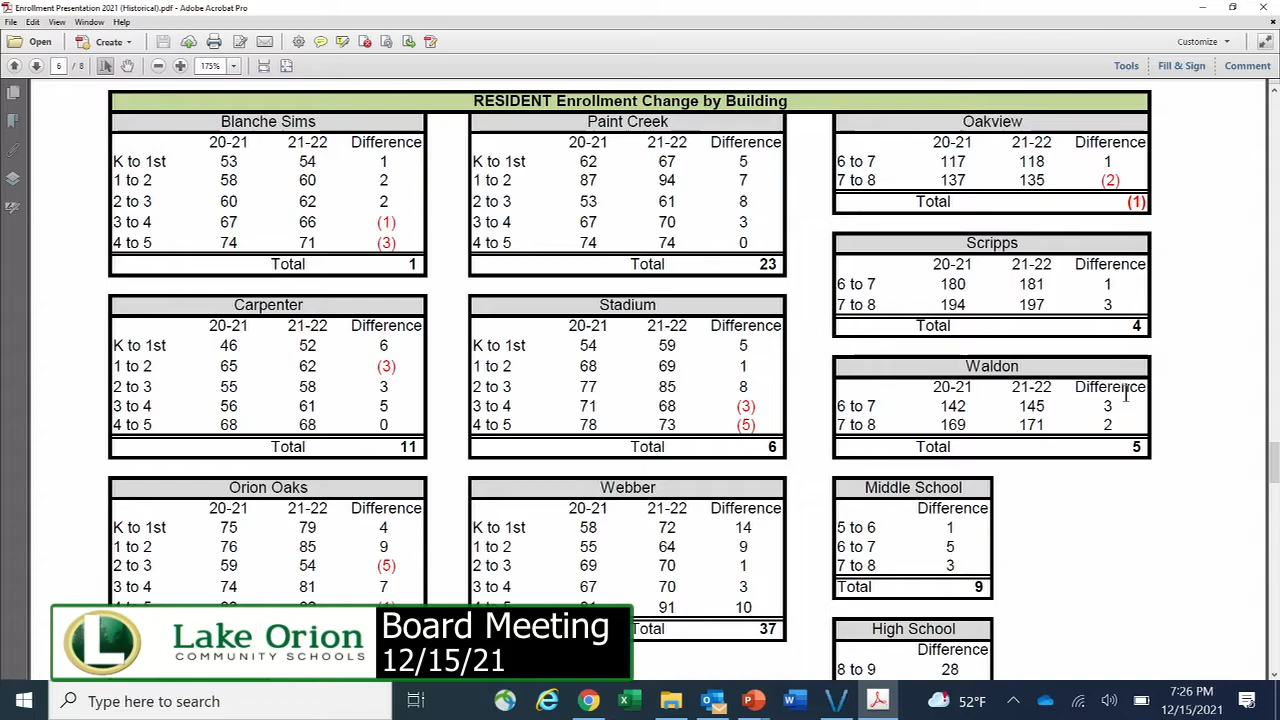 Enrollment Presentation 2021 (Historical).pdf - Adobe Acrobat Pro
File Edit View Window Help
Open Create Customize
6 / 8 175% Tools Fill & Sign Comment
RESIDENT Enrollment Change by Building
Blanche Sims
20-21 21-22 Difference
K to 1st 53 54 1
1 to 2 58 60 2
2 to 3 60 62 2
3 to 4 67 66 (1)
4 to 5 74 71 (3)
Total 1
Carpenter
20-21 21-22 Difference
K to 1st 46 52 6
1 to 2 65 62 (3)
2 to 3 55 58 3
3 to 4 56 61 5
4 to 5 68 68 0
Total 11
Orion Oaks
20-21 21-22 Difference
K to 1st 75 79 4
1 to 2 76 85 9
2 to 3 59 54 (5)
3 to 4 74 81 7
Paint Creek
20-21 21-22 Difference
K to 1st 62 67 5
1 to 2 87 94 7
2 to 3 53 61 8
3 to 4 67 70 3
4 to 5 74 74 0
Total 23
Stadium
20-21 21-22 Difference
K to 1st 54 59 5
1 to 2 68 69 1
2 to 3 77 85 8
3 to 4 71 68 (3)
4 to 5 78 73 (5)
Total 6
Webber
20-21 21-22 Difference
K to 1st 58 72 14
1 to 2 55 64 9
2 to 3 69 70 1
3 to 4 67 70 3
91 10
Total 37
Oakview
20-21 21-22 Difference
6 to 7 117 118 1
7 to 8 137 135 (2)
Total (1)
Scripps
20-21 21-22 Difference
6 to 7 180 181 1
7 to 8 194 197 3
Total 4
Waldon
20-21 21-22 Difference
6 to 7 142 145 3
7 to 8 169 171 2
Total 5
Middle School
Difference
5 to 6 1
6 to 7 5
7 to 8 3
Total 9
High School
Difference
8 to 9 28
L
Lake Orion
COMMUNITY SCHOOLS
Board Meeting
12/15/21
Type here to search
52°F
7:26 PM
12/15/2021